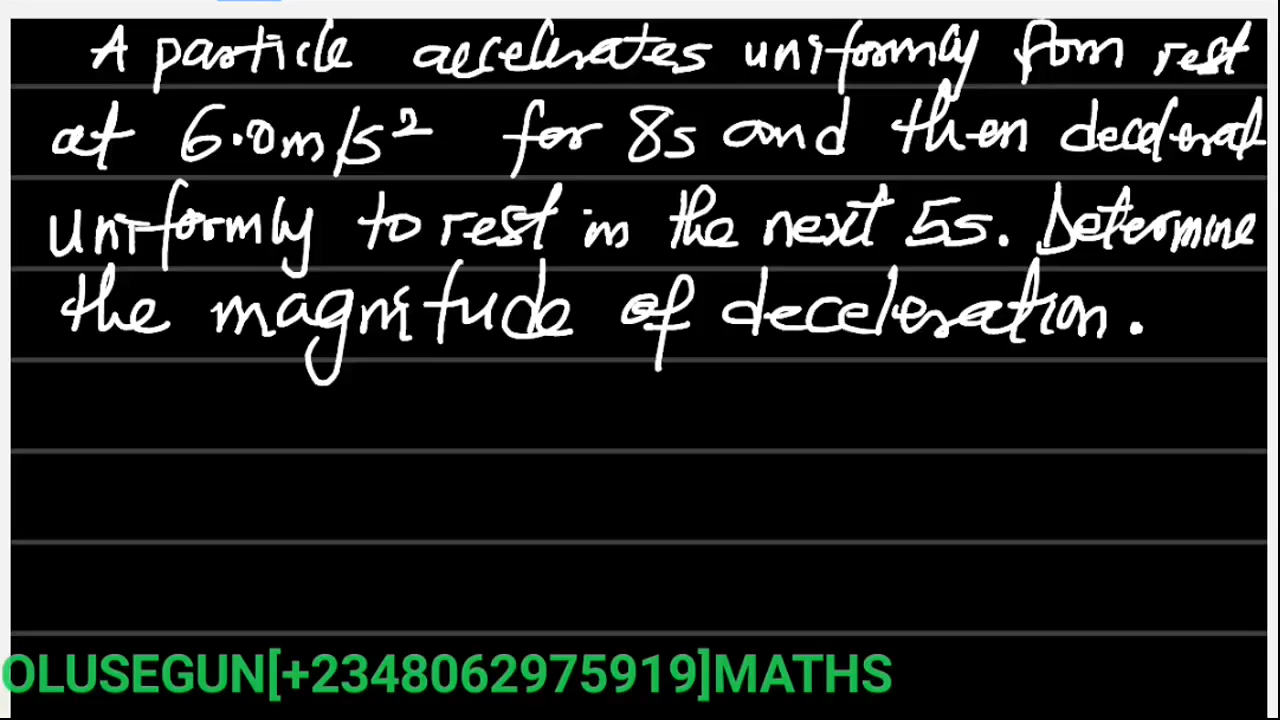 A particle accelerates uniformly from rest
at 6.0m/s² for 8s and then decelerat
uniformly to rest in the next 5s. Determine
the magnitude of deceleration.
OLUSEGUN[+2348062975919]MATHS